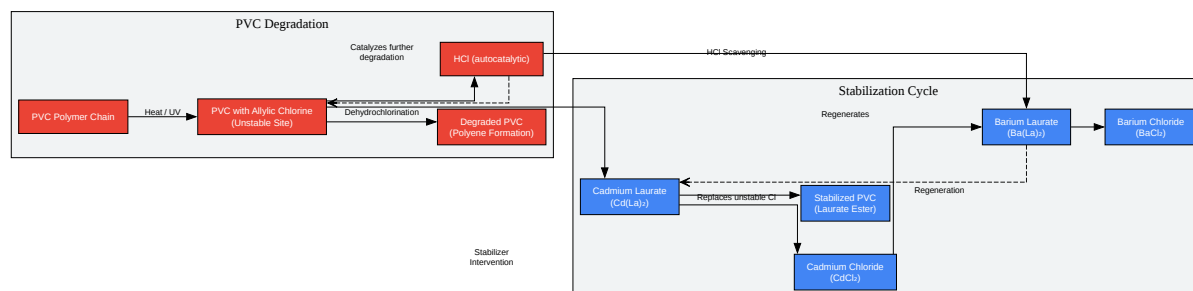 PVC Degradation
Catalyzes further
degradation
HCl (autocatalytic)
HCl Scavenging
PVC Polymer Chain
Heat / UV
PVC with Allylic Chlorine
(Unstable Site)
Dehydrochlorination
Degraded PVC
(Polyene Formation)
Stabilization Cycle
Regenerates
Barium Laurate
(Ba(La)₂)
Barium Chloride
(BaCl₂)
Cadmium Laurate
(Cd(La)₂)
Replaces unstable Cl
Stabilized PVC
(Laurate Ester)
Regeneration
Stabilizer
Intervention
Cadmium Chloride
(CdCl₂)